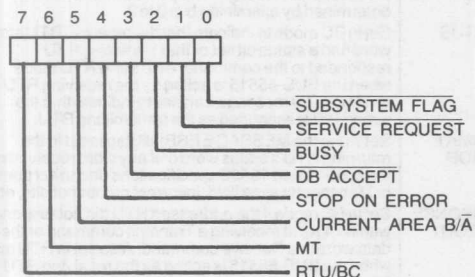 7 6 5 4 3 2 1 0
SUBSYSTEM FLAG
SERVICE REQUEST
BUSY
DB ACCEPT
STOP ON ERROR
CURRENT AREA B/Ā
MT
RTU/B̅C̅